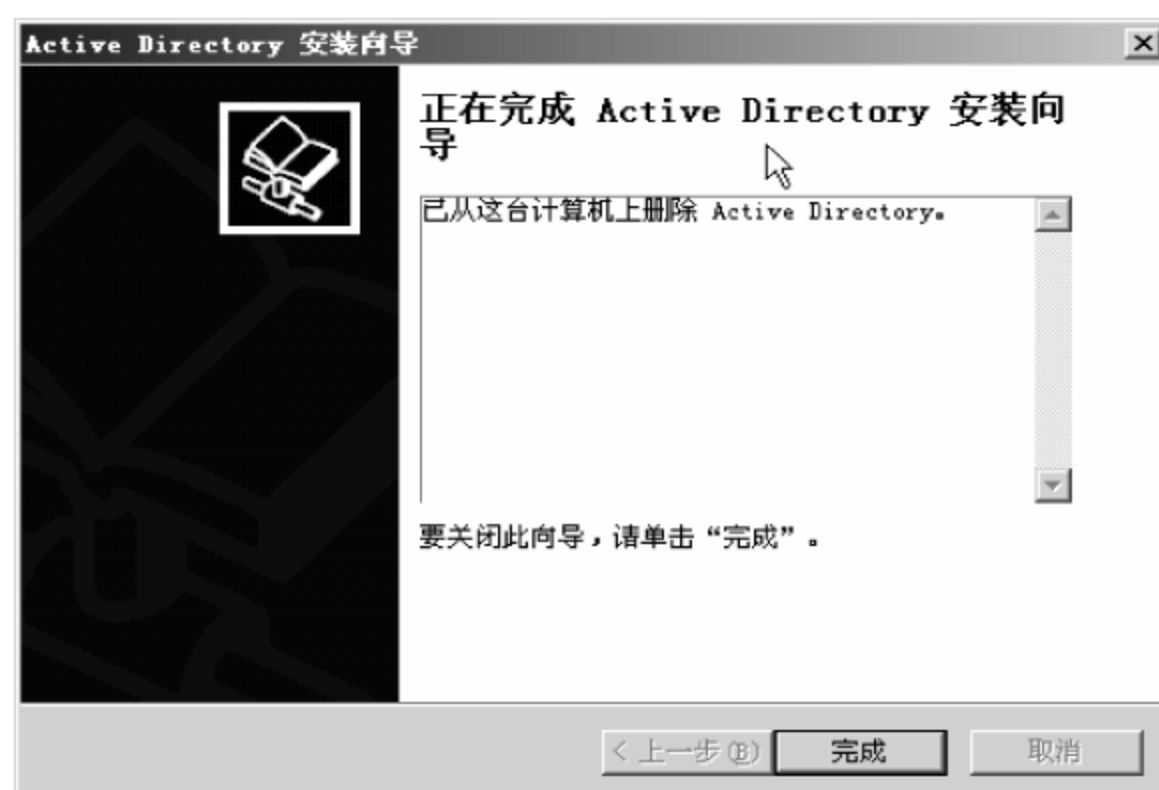 Active Directory 安装向导
正在完成 Active Directory 安装向
导
已从这台计算机上删除 Active Directory。
要关闭此向导，请单击“完成”。
< 上一步(B)
完成
取消